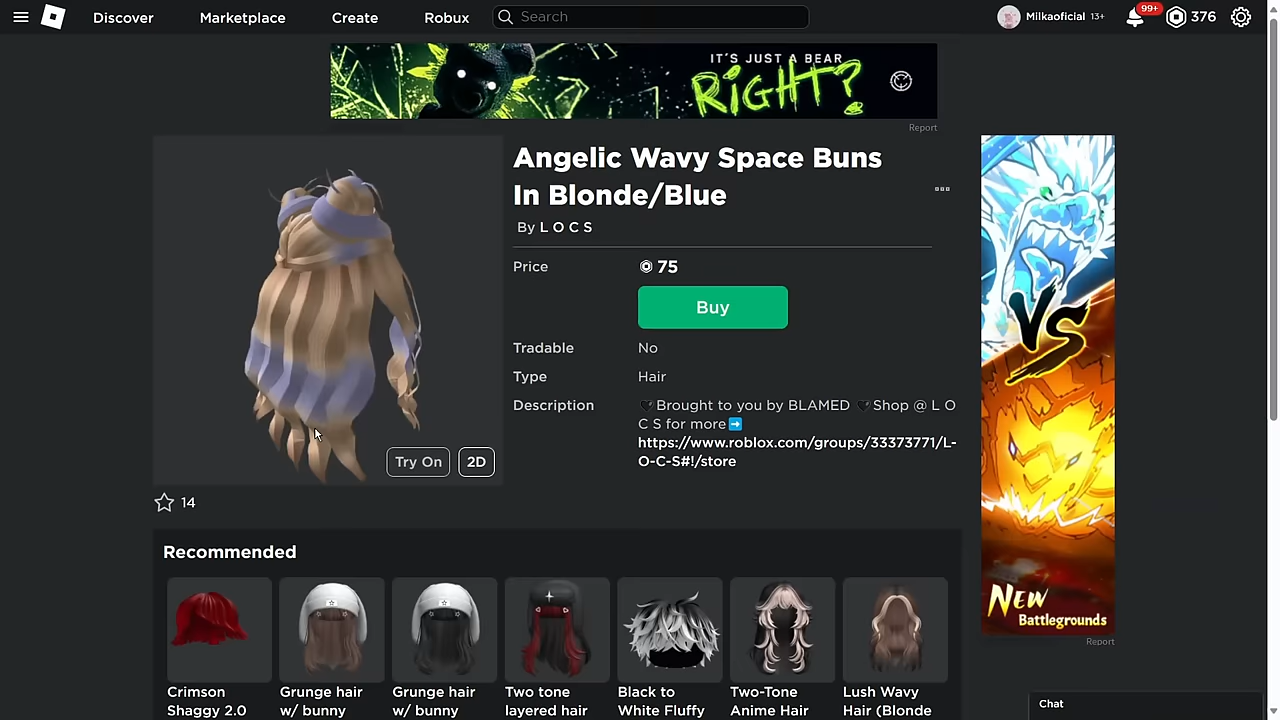 Discover
Marketplace
Create
Robux
Search
Milkaoficial 13+
99+
376
IT'S JUST A BEAR
RIGHT?
Report
Angelic Wavy Space Buns
In Blonde/Blue
By L O C S
Price
75
Buy
Tradable
No
Type
Hair
Description
🖤Brought to you by BLAMED 🖤Shop @ L O
C S for more➡️
https://www.roblox.com/groups/33373771/L-
O-C-S#!/store
Try On
2D
14
VS
NEW
Battlegrounds
Report
Recommended
Crimson
Shaggy 2.0
Grunge hair
w/ bunny
Grunge hair
w/ bunny
Two tone
layered hair
Black to
White Fluffy
Two-Tone
Anime Hair
Lush Wavy
Hair (Blonde
Chat